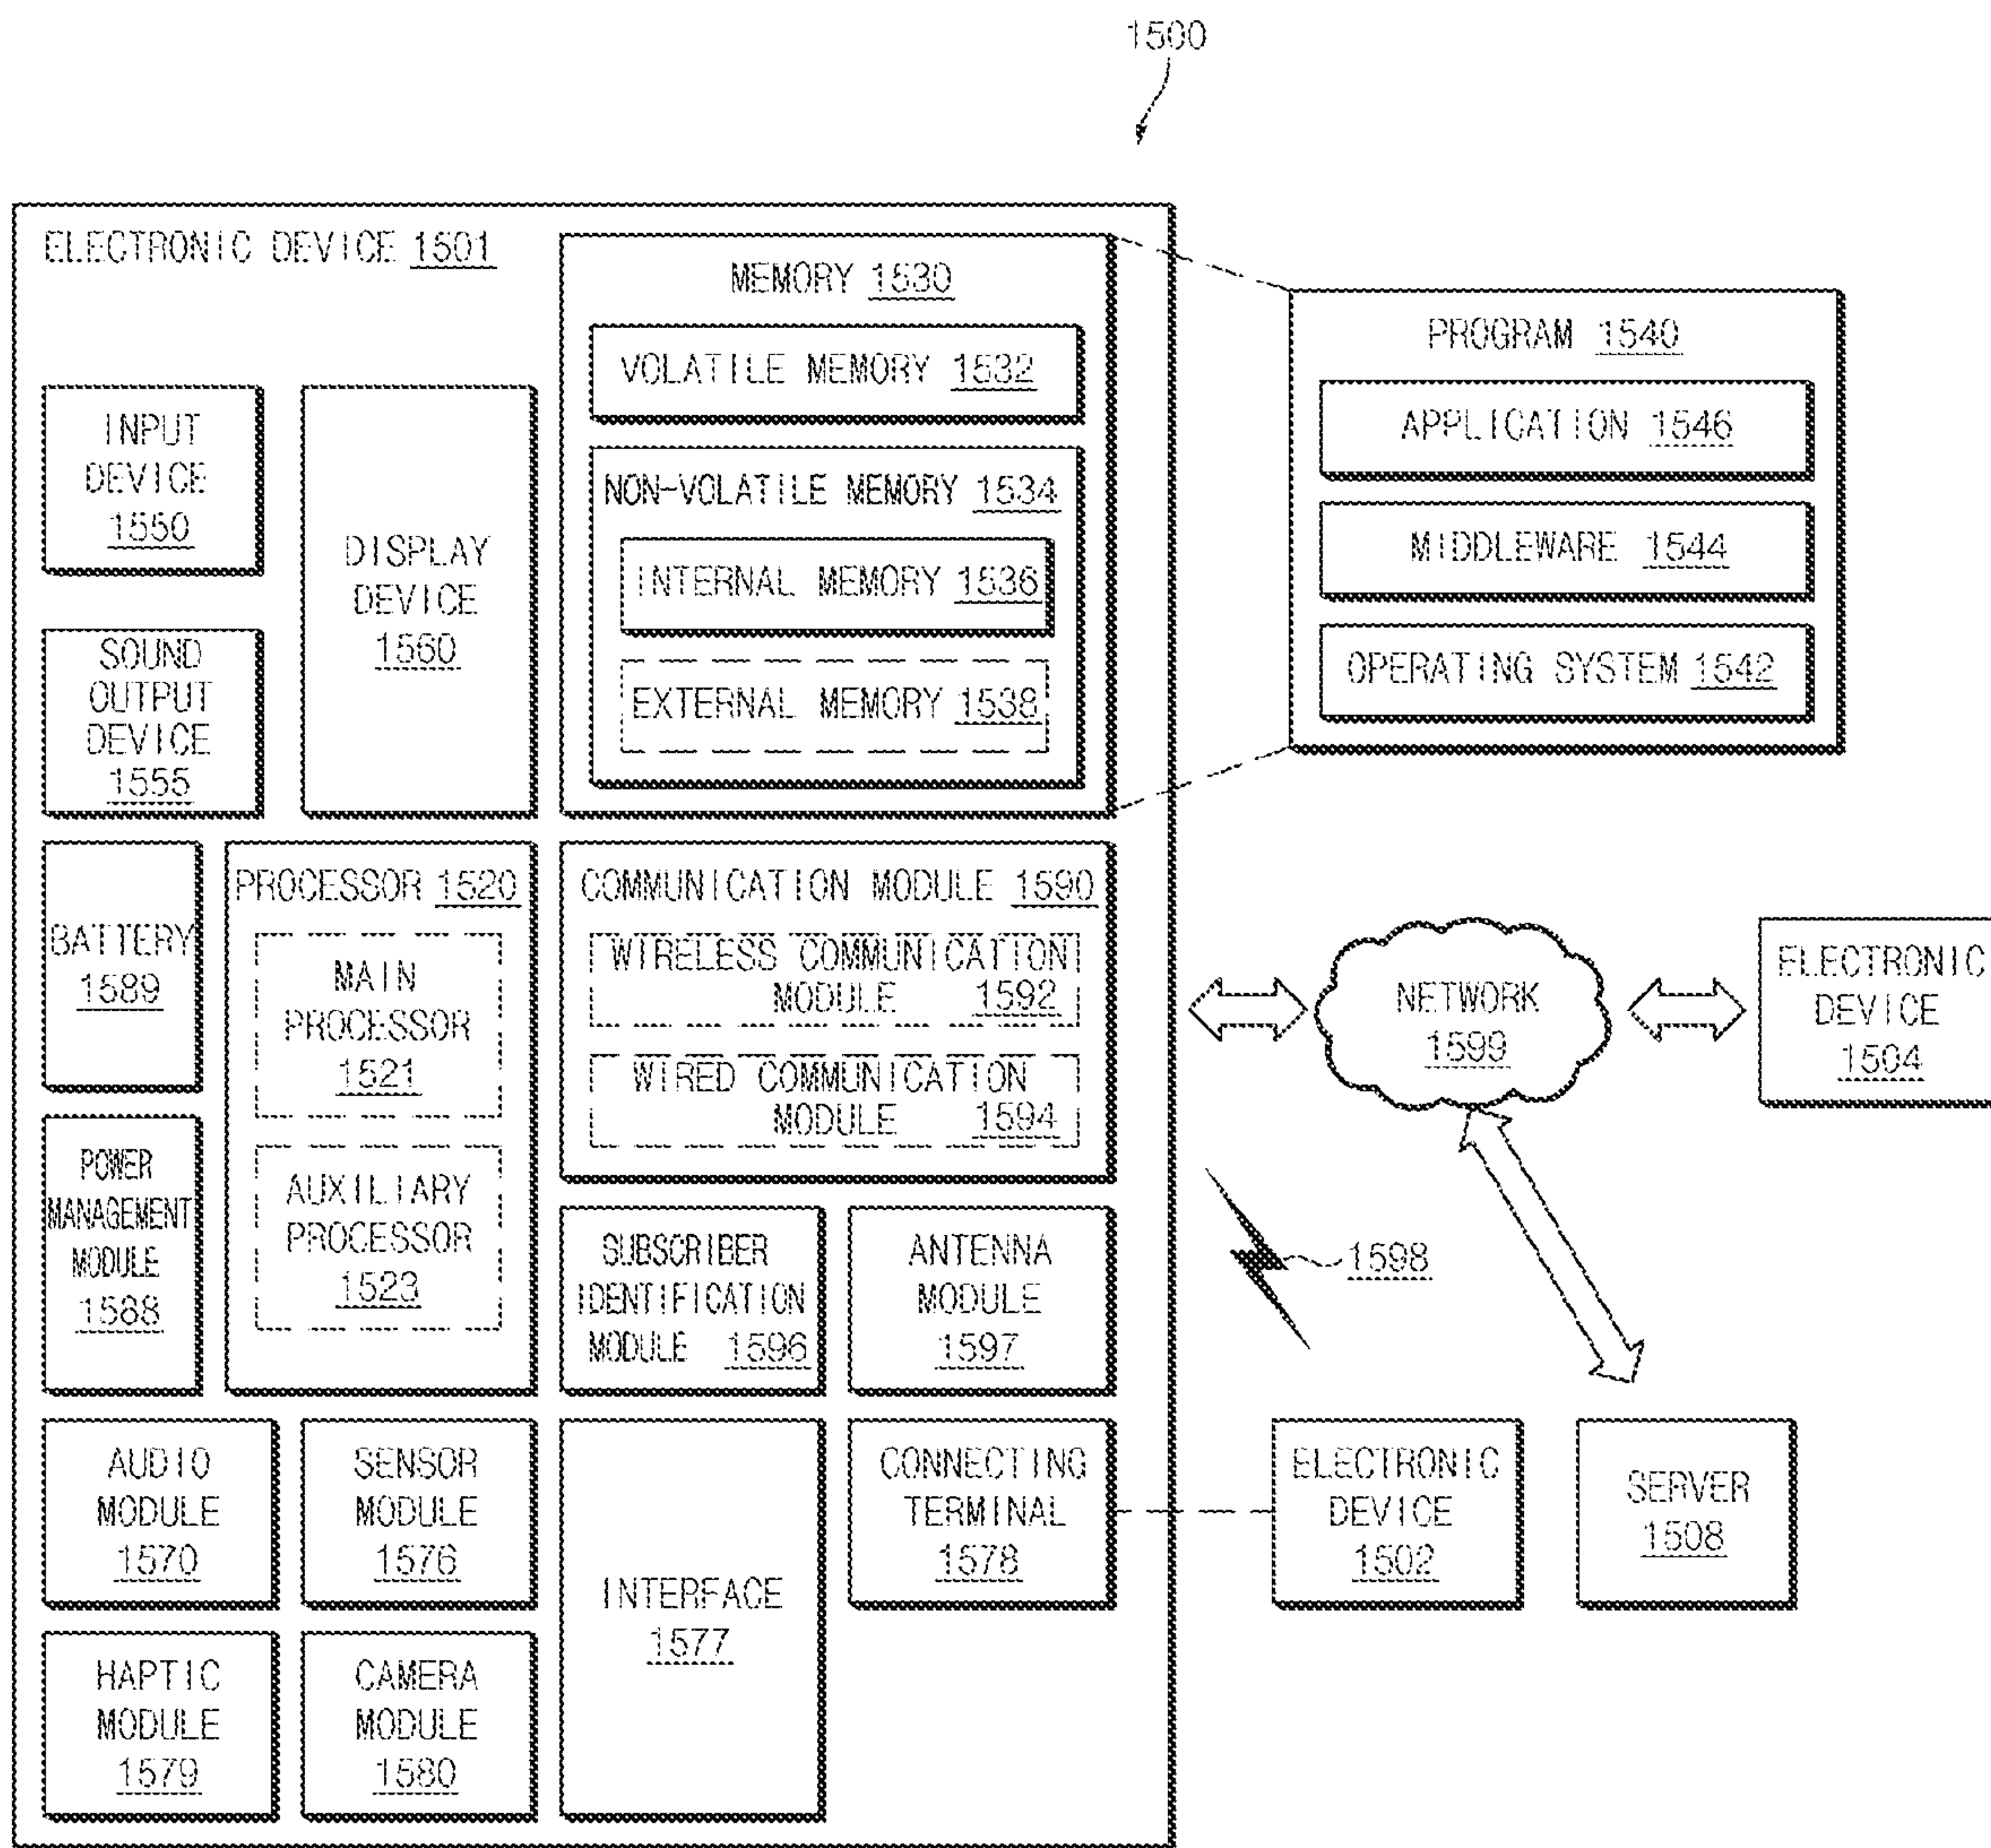 1500
ELECTRONIC DEVICE 1501
MEMORY 1530
VOLATILE MEMORY 1532
NON-VOLATILE MEMORY 1534
INTERNAL MEMORY 1536
EXTERNAL MEMORY 1538
PROGRAM 1540
APPLICATION 1546
MIDDLEWARE 1544
OPERATING SYSTEM 1542
INPUT
DEVICE
1550
DISPLAY
DEVICE
1560
SOUND
OUTPUT
DEVICE
1555
BATTERY
1589
PROCESSOR 1520
MAIN
PROCESSOR
1521
AUXILIARY
PROCESSOR
1523
COMMUNICATION MODULE 1590
WIRELESS COMMUNICATION
MODULE 1592
WIRED COMMUNICATION
MODULE 1594
NETWORK
1599
ELECTRONIC
DEVICE
1504
POWER
MANAGEMENT
MODULE
1588
SUBSCRIBER
IDENTIFICATION
MODULE 1596
ANTENNA
MODULE
1597
1598
AUDIO
MODULE
1570
SENSOR
MODULE
1576
INTERFACE
1577
CONNECTING
TERMINAL
1578
ELECTRONIC
DEVICE
1502
SERVER
1508
HAPTIC
MODULE
1579
CAMERA
MODULE
1580